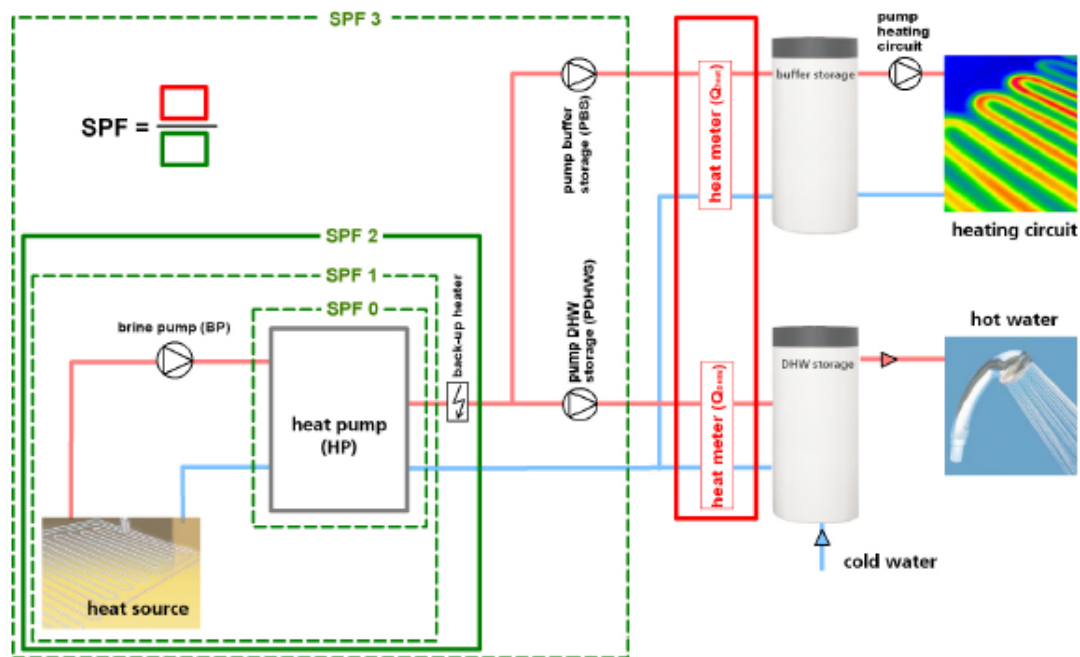 SPF 3
pump
heating
circuit
buffer storage
SPF =
pump buffer
storage (PBS)
heat meter (Qheat)
heating circuit
SPF 2
SPF 1
SPF 0
brine pump (BP)
back-up heater
pump DHW
storage (PDHWS)
hot water
DHW storage
heat pump
(HP)
heat meter
heat source
cold water